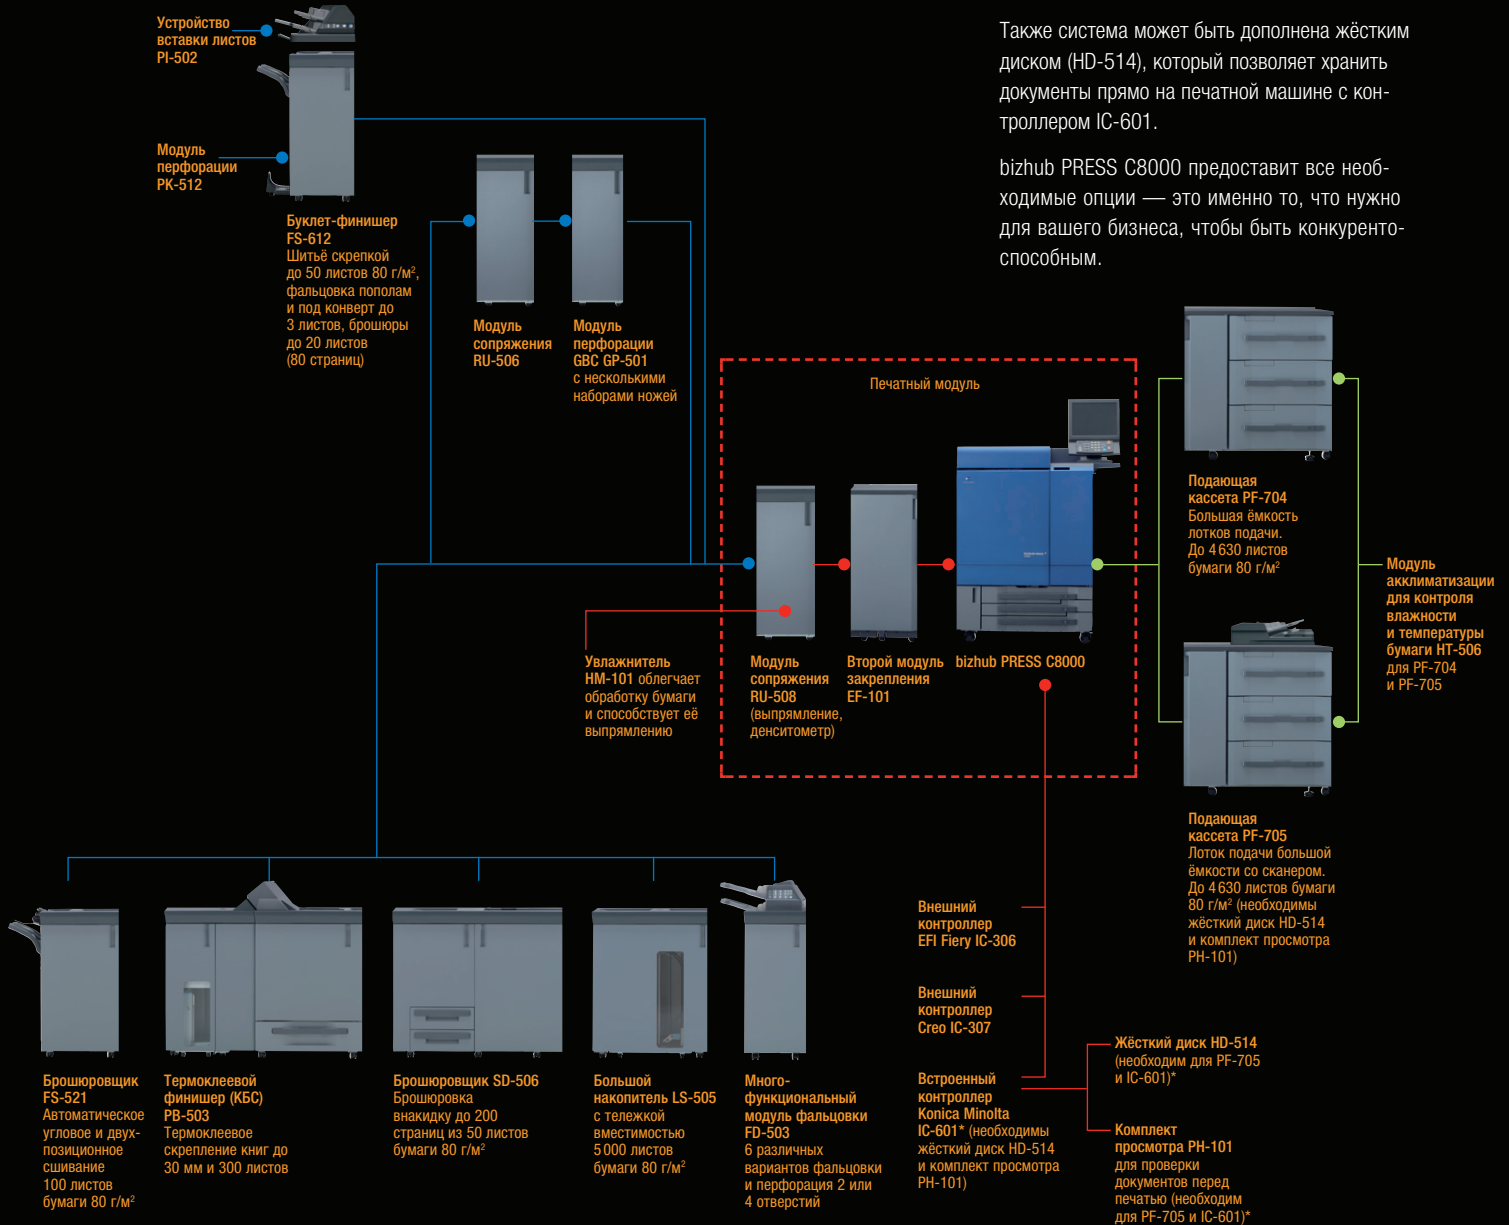 Устройство
вставки листов
PI-502
Модуль
перфорации
PK-512
Буклет-финишер
FS-612
Шитьё скрепкой
до 50 листов 80 г/м²,
фальцовка пополам
и под конверт до
3 листов, брошюры
до 20 листов
(80 страниц)
Модуль
сопряжения
RU-506
Модуль
перфорации
GBC GP-501
с несколькими
наборами ножей
Также система может быть дополнена жёстким
диском (HD-514), который позволяет хранить
документы прямо на печатной машине с кон-
троллером IC-601.
bizhub PRESS C8000 предоставит все необ-
ходимые опции — это именно то, что нужно
для вашего бизнеса, чтобы быть конкуренто-
способным.
Печатный модуль
Увлажнитель
HM-101 облегчает
обработку бумаги
и способствует её
выпрямлению
Модуль
сопряжения
RU-508
(выпрямление,
денситометр)
Второй модуль
закрепления
EF-101
bizhub PRESS C8000
Подающая
кассета PF-704
Большая ёмкость
лотков подачи.
До 4 630 листов
бумаги 80 г/м²
Модуль
акклиматизации
для контроля
влажности
и температуры
бумаги HT-506
для PF-704
и PF-705
Подающая
кассета PF-705
Лоток подачи большой
ёмкости со сканером.
До 4 630 листов бумаги
80 г/м² (необходимы
жёсткий диск HD-514
и комплект просмотра
PH-101)
Брошюровщик
FS-521
Автоматическое
угловое и двух-
позиционное
сшивание
100 листов
бумаги 80 г/м²
Термоклеевой
финишер (КБС)
PB-503
Термоклеевое
скрепление книг до
30 мм и 300 листов
Брошюровщик SD-506
Брошюровка
внакидку до 200
страниц из 50 листов
бумаги 80 г/м²
Большой
накопитель LS-505
с тележкой
вместимостью
5 000 листов
бумаги 80 г/м²
Много-
функциональный
модуль фальцовки
FD-503
6 различных
вариантов фальцовки
и перфорация 2 или
4 отверстий
Внешний
контроллер
EFI Fiery IC-306
Внешний
контроллер
Creo IC-307
Встроенный
контроллер
Konica Minolta
IC-601* (необходимы
жёсткий диск HD-514
и комплект просмотра
PH-101)
Жёсткий диск HD-514
(необходим для PF-705
и IC-601)*
Комплект
просмотра PH-101
для проверки
документов перед
печатью (необходим
для PF-705 и IC-601)*